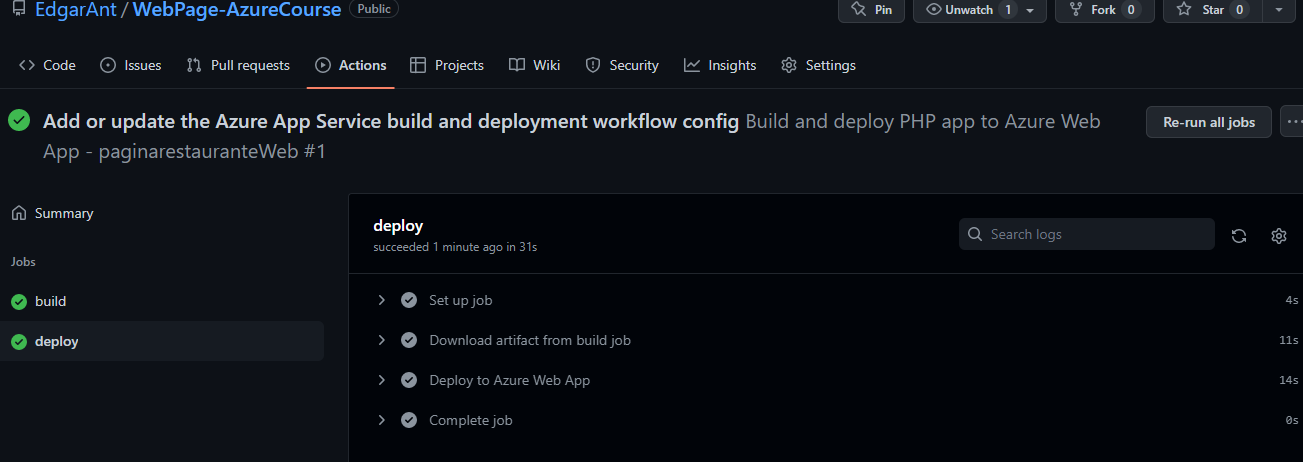 EdgarAnt / WebPage-AzureCourse Public Pin Unwatch 1 Fork 0 Star 0
Code Issues Pull requests Actions Projects Wiki Security Insights Settings
Add or update the Azure App Service build and deployment workflow config Build and deploy PHP app to Azure Web
App - paginarestauranteWeb #1
Re-run all jobs ...
Summary
Jobs
build
deploy
deploy
succeeded 1 minute ago in 31s
Search logs
Set up job 4s
Download artifact from build job 11s
Deploy to Azure Web App 14s
Complete job 0s